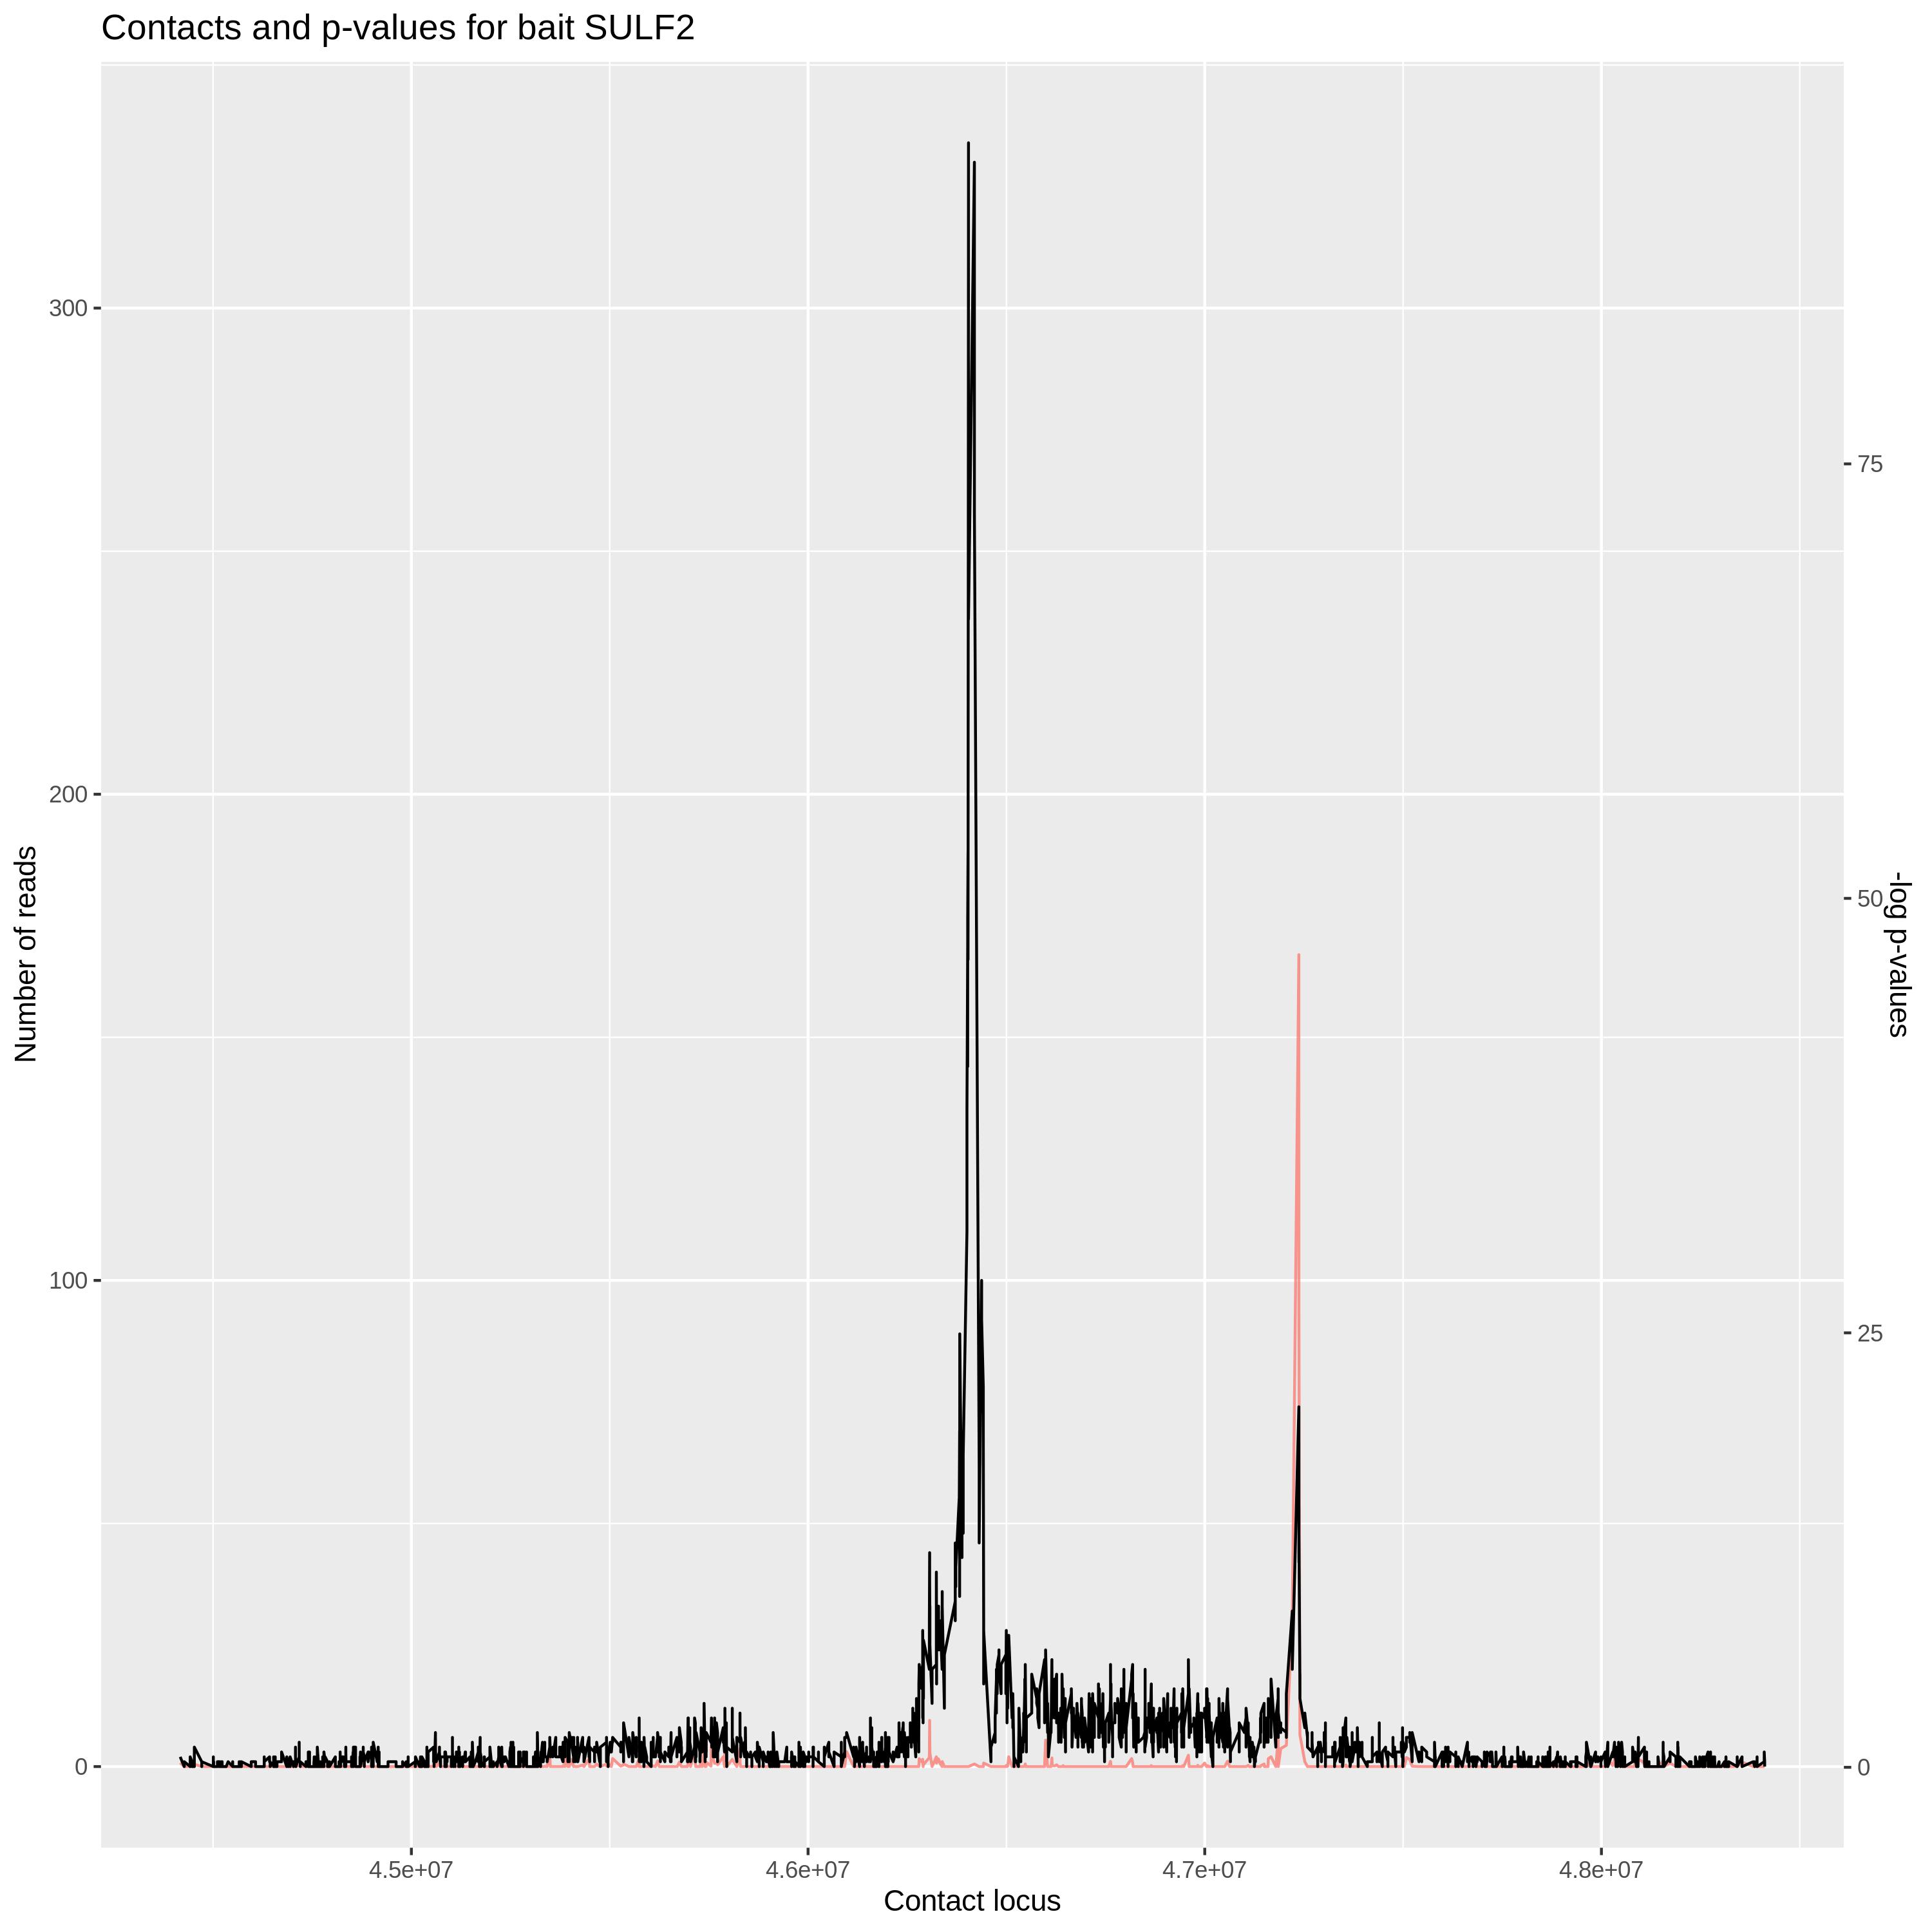 Contacts and p-values for bait SULF2
Number of reads
300
200
100
0
75
50
25
0
-log p-values
4.5e+07
4.6e+07
4.7e+07
4.8e+07
Contact locus